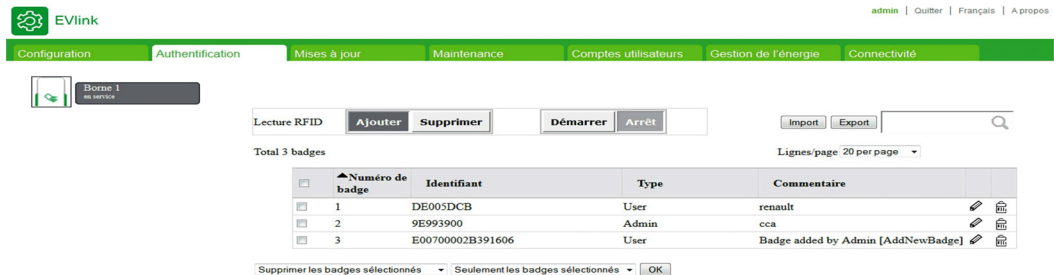 admin | Quitter | Français | A propos
EVlink
Configuration Authentification Mises à jour Maintenance Comptes utilisateurs Gestion de l'énergie Connectivité
Borne 1
en service
Lecture RFID Ajouter Supprimer Démarrer Arrêt Import Export
Total 3 badges Lignes/page 20 per page
Numéro de badge Identifiant Type Commentaire
1 DE005DCB User renault
2 9E993900 Admin cca
3 E00700002B391606 User Badge added by Admin [AddNewBadge]
Supprimer les badges sélectionnés Seulement les badges sélectionnés OK